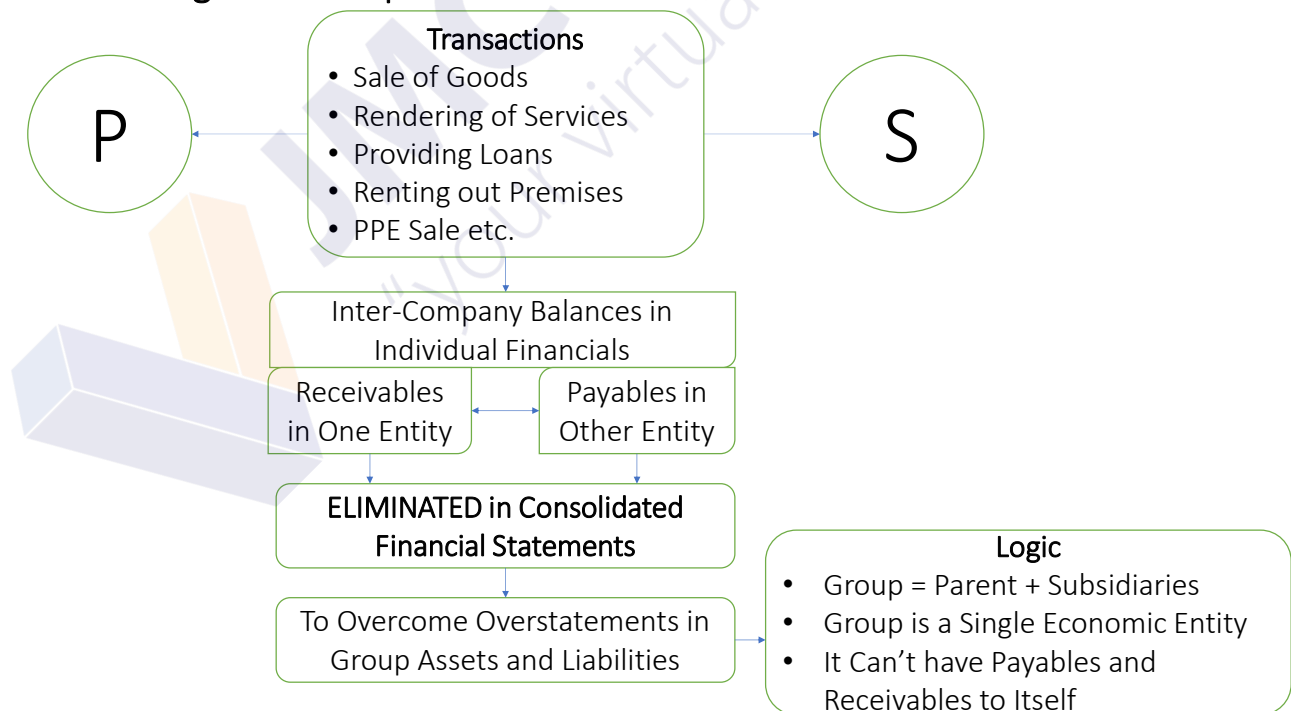 Transactions
• Sale of Goods
• Rendering of Services
• Providing Loans
• Renting out Premises
• PPE Sale etc.
P
S
Inter-Company Balances in
Individual Financials
Receivables
in One Entity
Payables in
Other Entity
ELIMINATED in Consolidated
Financial Statements
To Overcome Overstatements in
Group Assets and Liabilities
Logic
• Group = Parent + Subsidiaries
• Group is a Single Economic Entity
• It Can’t have Payables and
Receivables to Itself
JMC
"your virtua